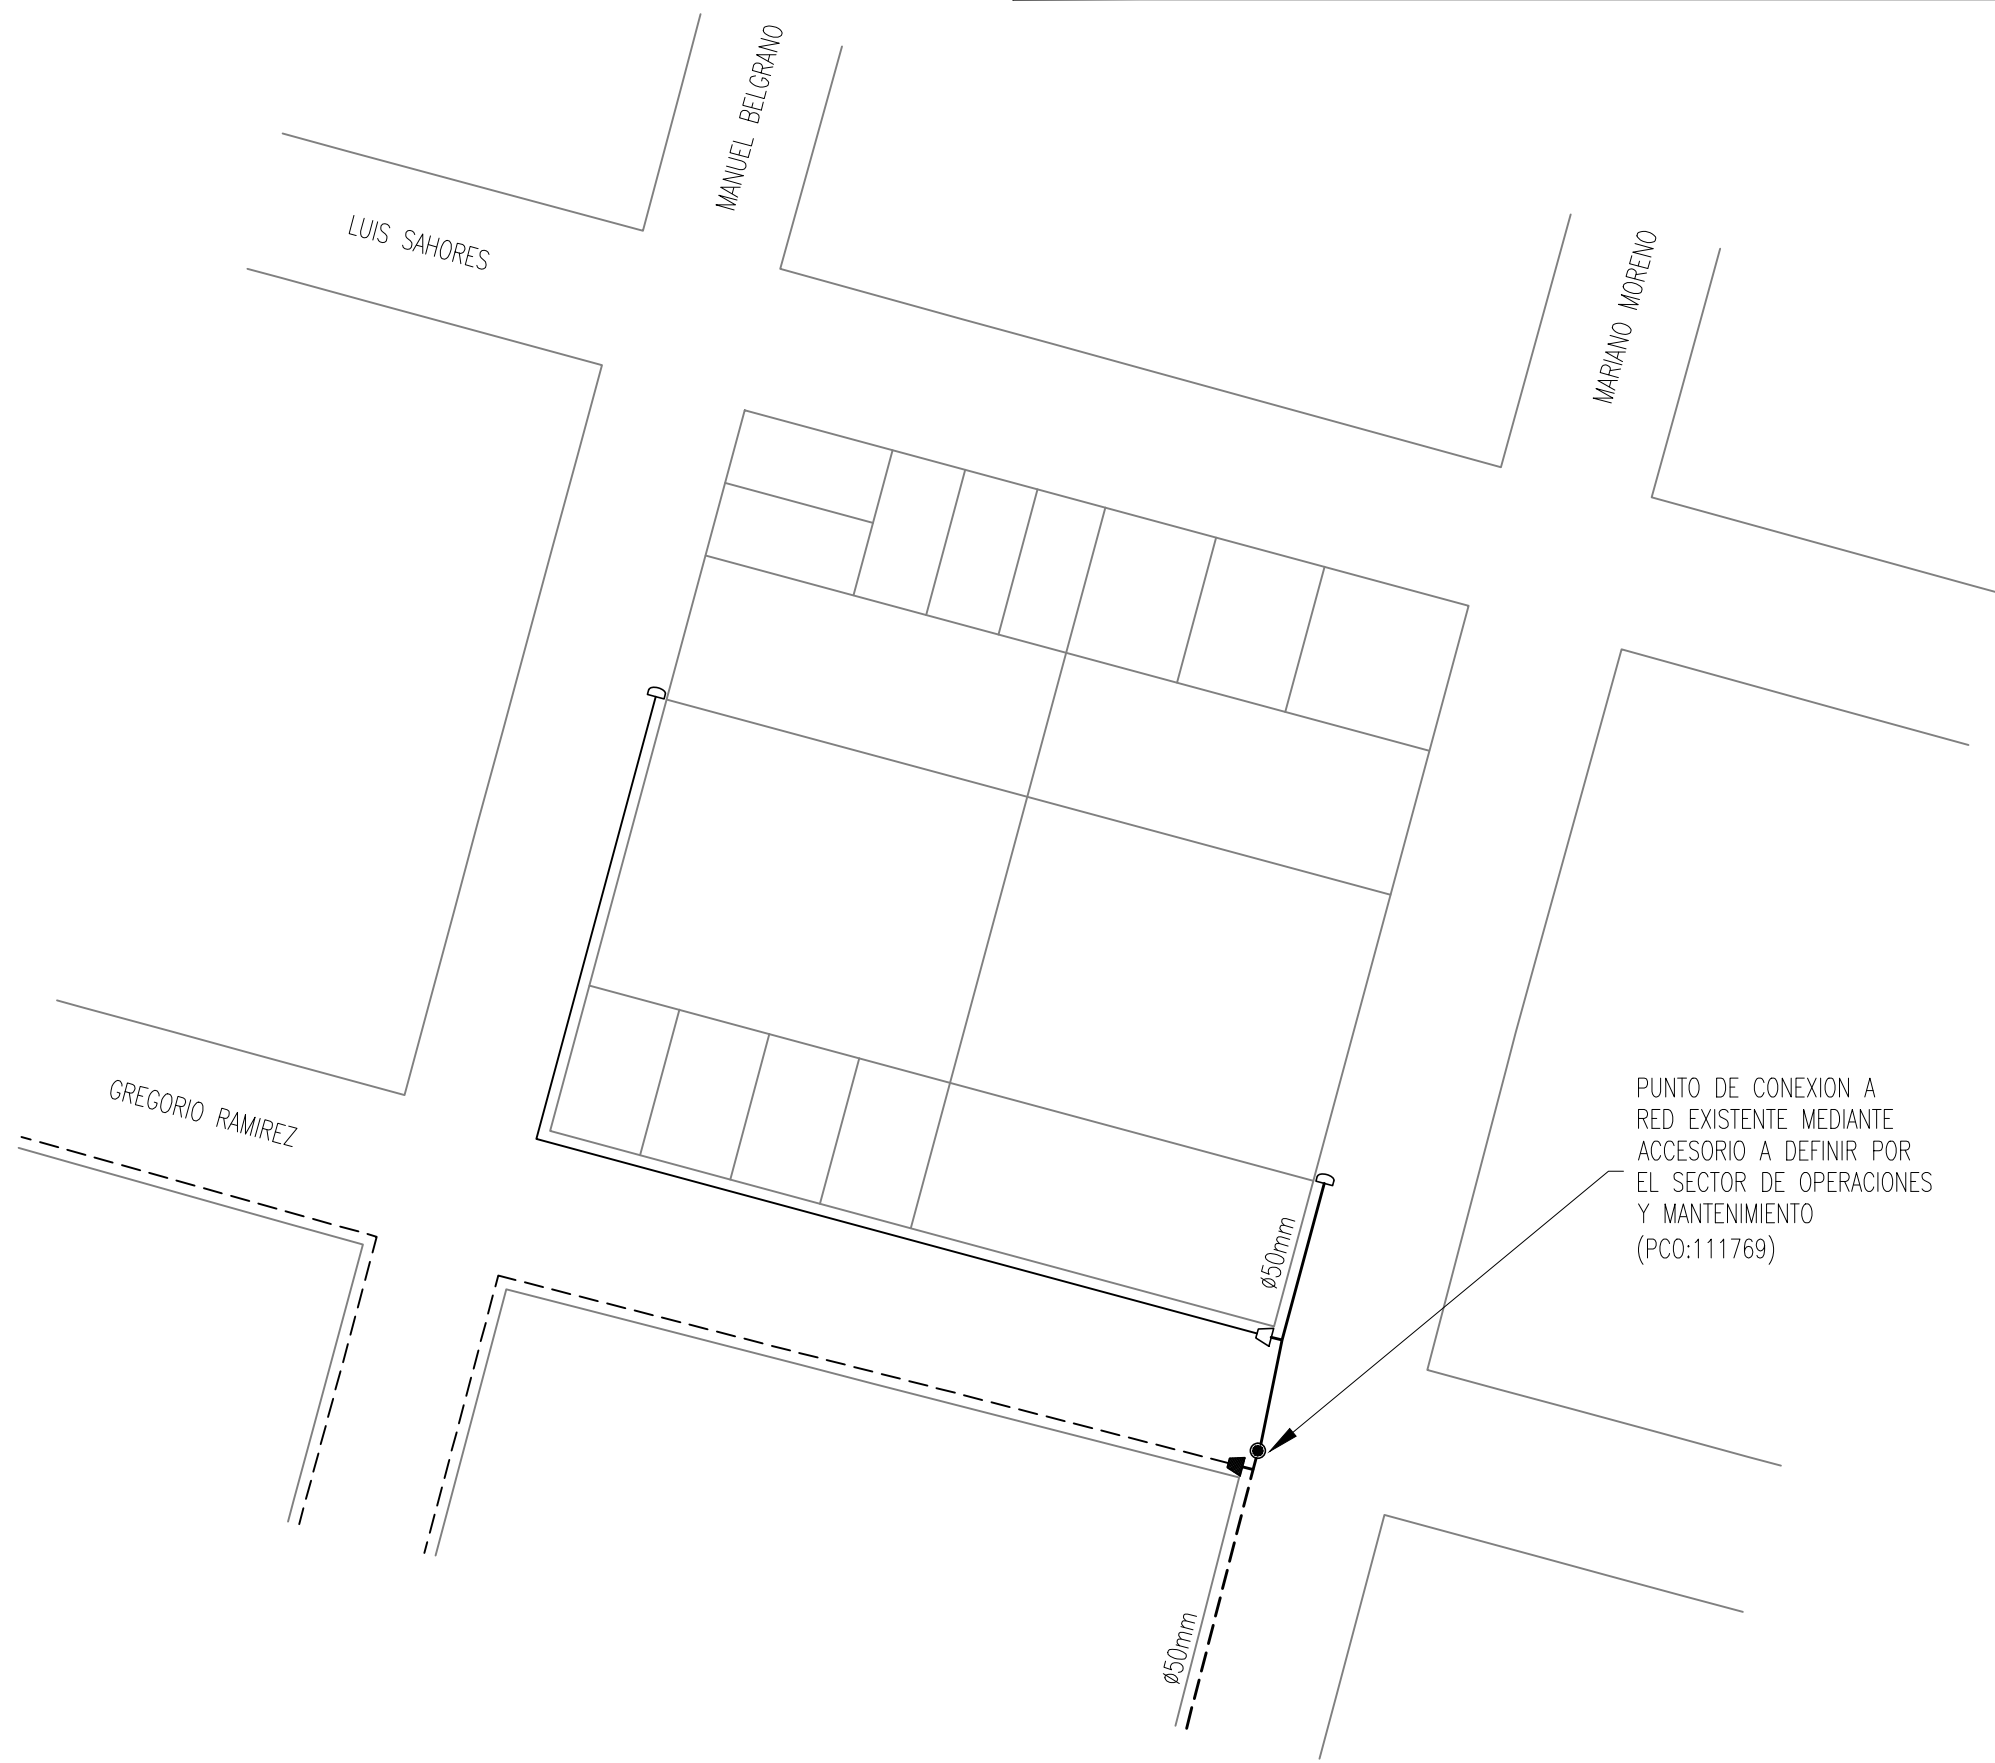 MANUEL BELGRANO
LUIS SAHORES
MARIANO MORENO
GREGORIO RAMIREZ
PUNTO DE CONEXION A
RED EXISTENTE MEDIANTE
ACCESORIO A DEFINIR POR
EL SECTOR DE OPERACIONES
Y MANTENIMIENTO
(PCO:111769)
ø50mm
ø50mm